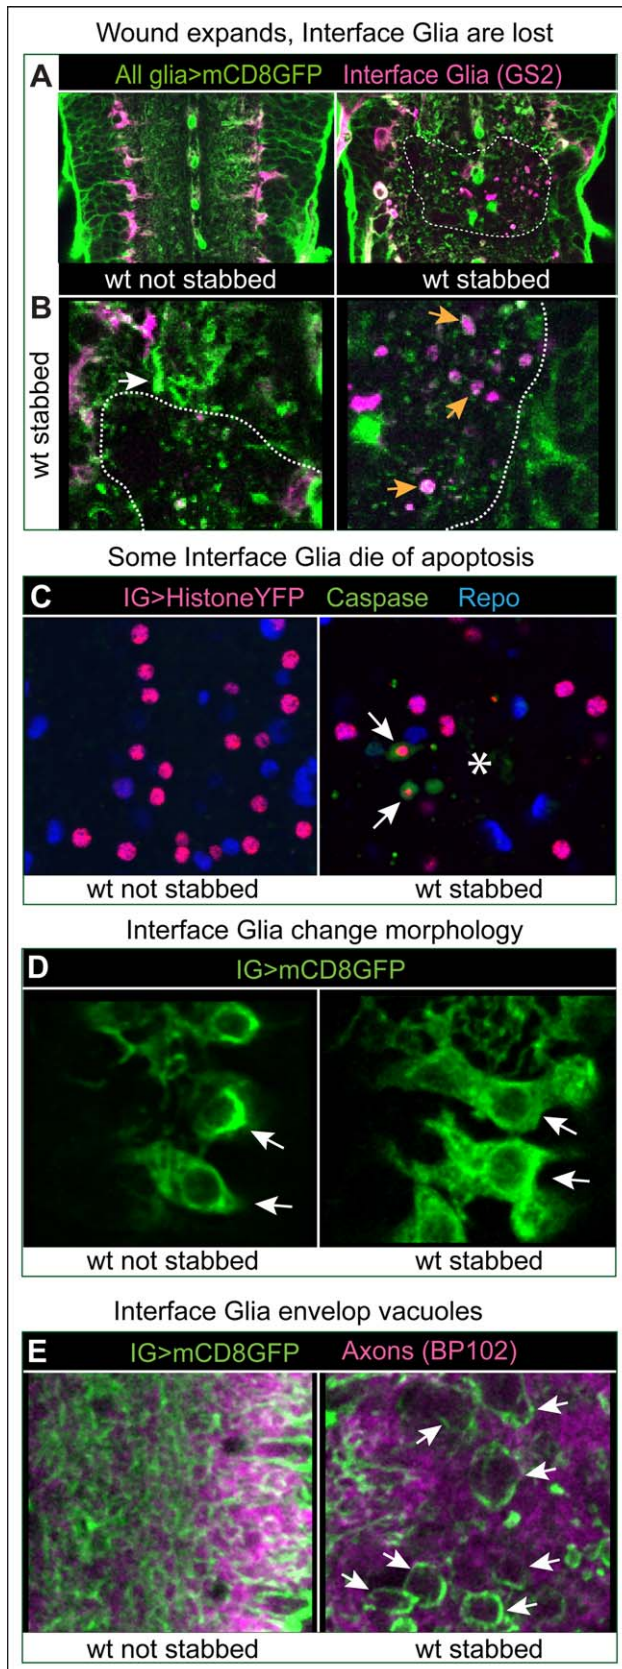 Wound expands, Interface Glia are lost
A All glia>mCD8GFP Interface Glia (GS2)
wt not stabbed wt stabbed
B
wt stabbed
Some Interface Glia die of apoptosis
C IG>HistoneYFP Caspase Repo
*
wt not stabbed wt stabbed
Interface Glia change morphology
D IG>mCD8GFP
wt not stabbed wt stabbed
Interface Glia envelop vacuoles
E IG>mCD8GFP Axons (BP102)
wt not stabbed wt stabbed